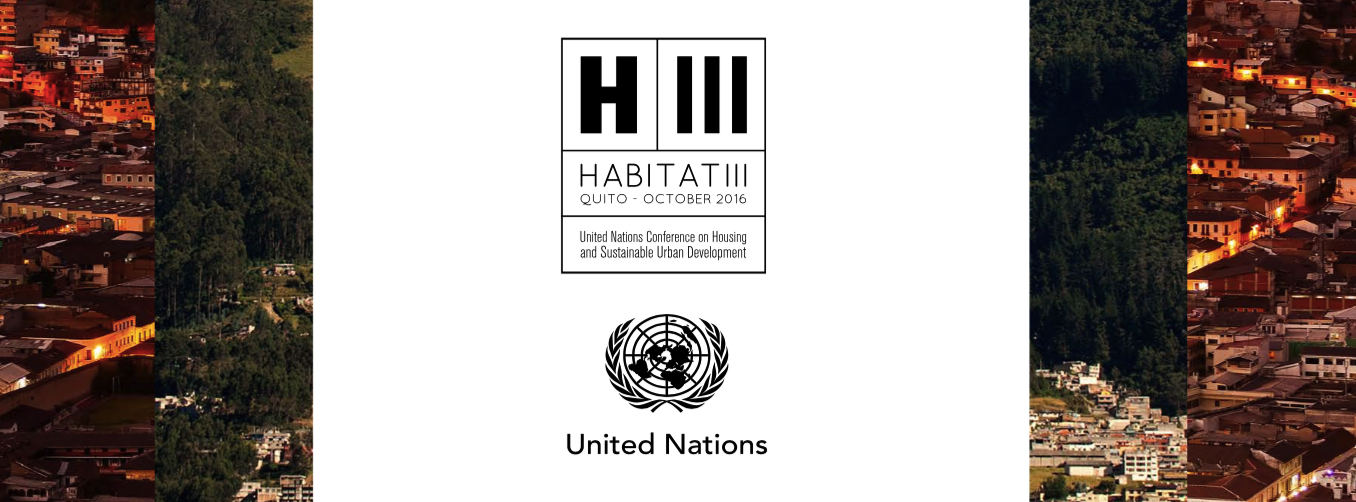 H III
HABITAT III
QUITO - OCTOBER 2016
United Nations Conference on Housing
and Sustainable Urban Development
United Nations